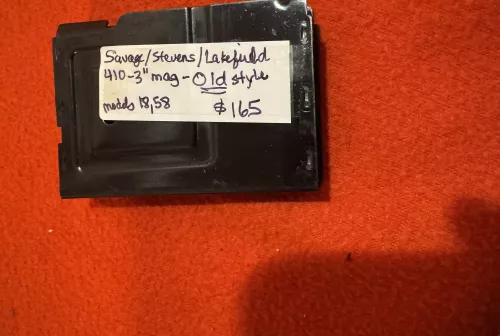 Savage/Stevens/Lakefield
410-3" mag - Old style
models 18,58 $165